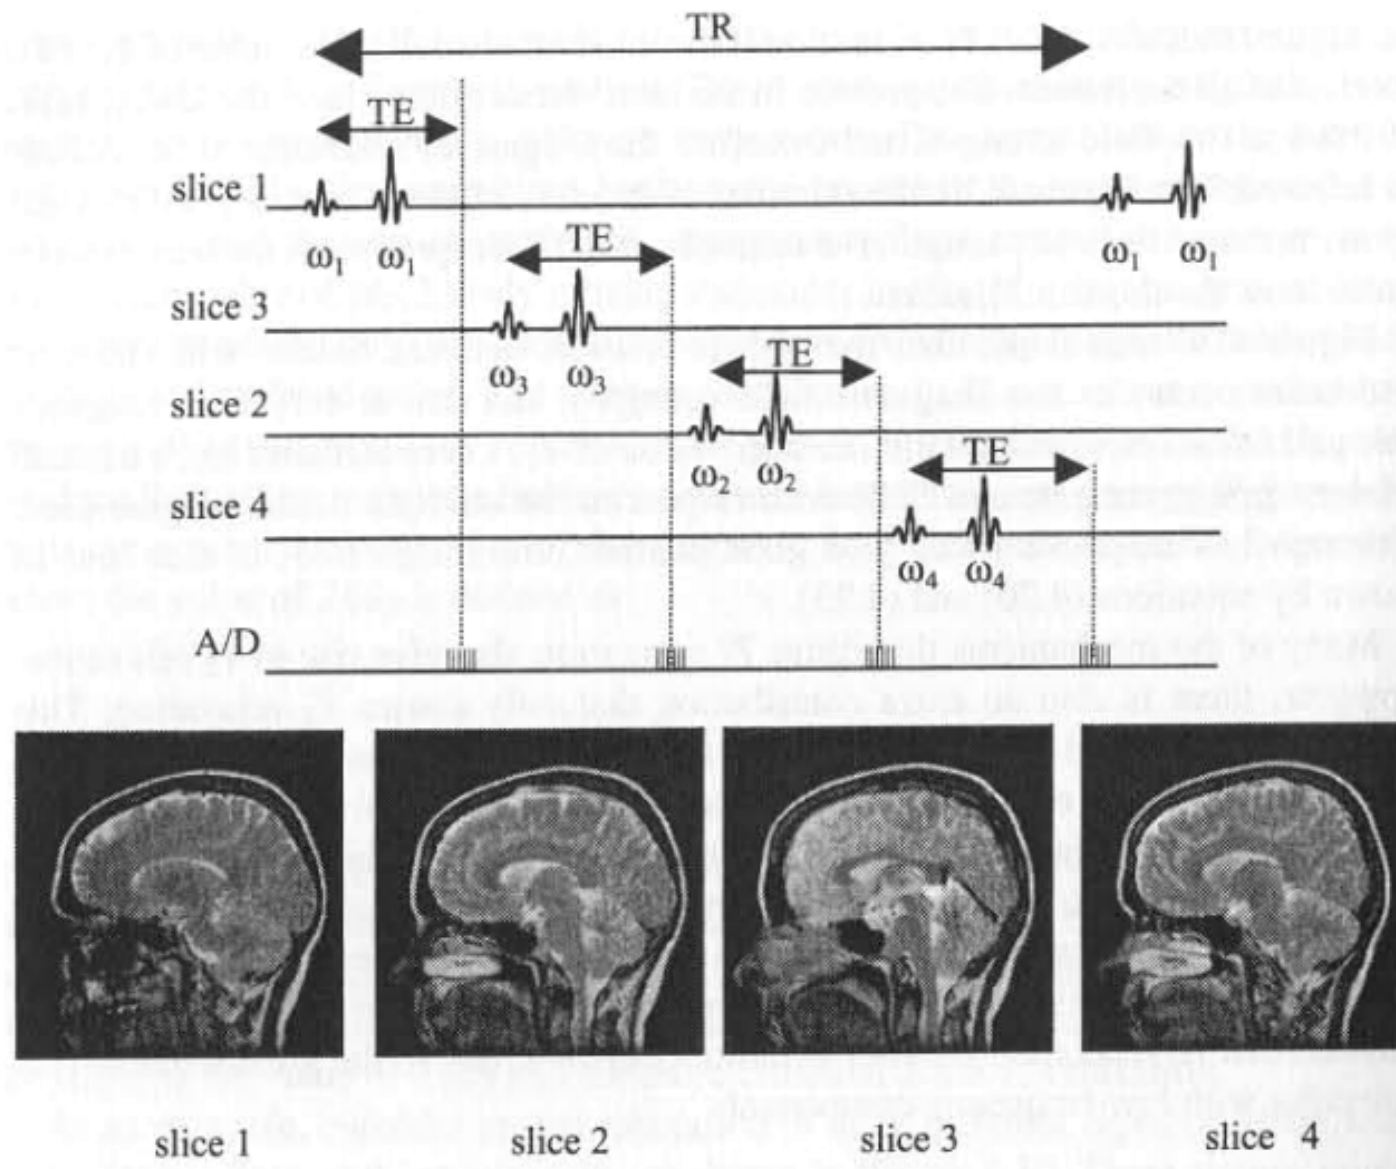 TR
TE
slice 1
ω1 ω1 ω1 ω1
TE
slice 3
ω3 ω3
TE
slice 2
ω2 ω2
TE
slice 4
ω4 ω4
A/D
slice 1 slice 2 slice 3 slice 4